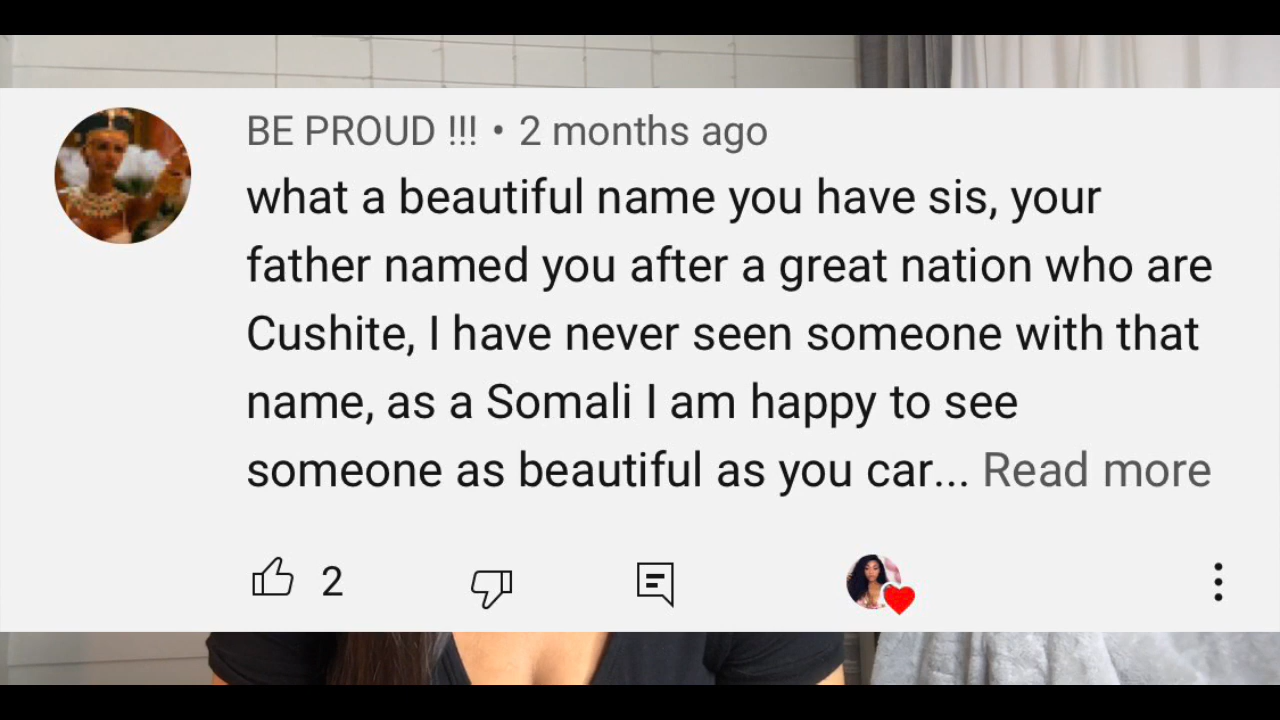 BE PROUD !!! • 2 months ago
what a beautiful name you have sis, your
father named you after a great nation who are
Cushite, I have never seen someone with that
name, as a Somali I am happy to see
someone as beautiful as you car... Read more
2